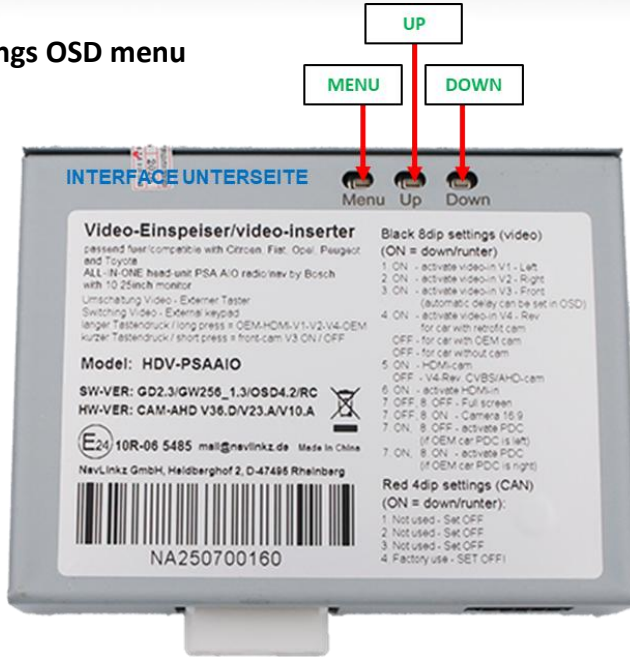 UP
ngs OSD menu
MENU
DOWN
INTERFACE UNTERSEITE
Menu Up Down
Video-Einspeiser/video-inserter
passend fuer/compatible with Citroen, Fiat, Opel, Peugeot
and Toyota
ALL-IN-ONE head-unit PSA AIO radio/nav by Bosch
with 10.25inch monitor
Umschaltung Video - Externer Taster
Switching Video - External keypad
langer Tastendruck / long press = OEM-HDMI-V1-V2-V4-OEM
kurzer Tastendruck / short press = front-cam V3 ON / OFF
Model: HDV-PSAAIO
SW-VER: GD2.3/GW256_1.3/OSD4.2/RC
HW-VER: CAM-AHD V36.D/V23.A/V10.A
E24 10R-06 5485 mail@navlinkz.de Made in China
NavLinkz GmbH, Heidberghof 2, D-47495 Rheinberg
NA250700160
Black 8dip settings (video)
(ON = down/runter)
1 ON - activate video-in V1 - Left
2 ON - activate video-in V2 - Right
3 ON - activate video-in V3 - Front
(automatic delay can be set in OSD)
4 ON - activate video-in V4 - Rev
for car with retrofit cam
OFF - for car with OEM cam
OFF - for car without cam
5 ON - HDMI-cam
OFF - V4-Rev CVBS/AHD-cam
6 ON - activate HDMI-in
7 OFF, 8 OFF - Full screen
7 OFF, 8 ON - Camera 16:9
7 ON, 8 OFF - activate PDC
(if OEM car PDC is left)
7 ON, 8 ON - activate PDC
(if OEM car PDC is right)
Red 4dip settings (CAN)
(ON = down/runter):
1. Not used - Set OFF
2. Not used - Set OFF
3. Not used - Set OFF
4. Factory use - SET OFF!